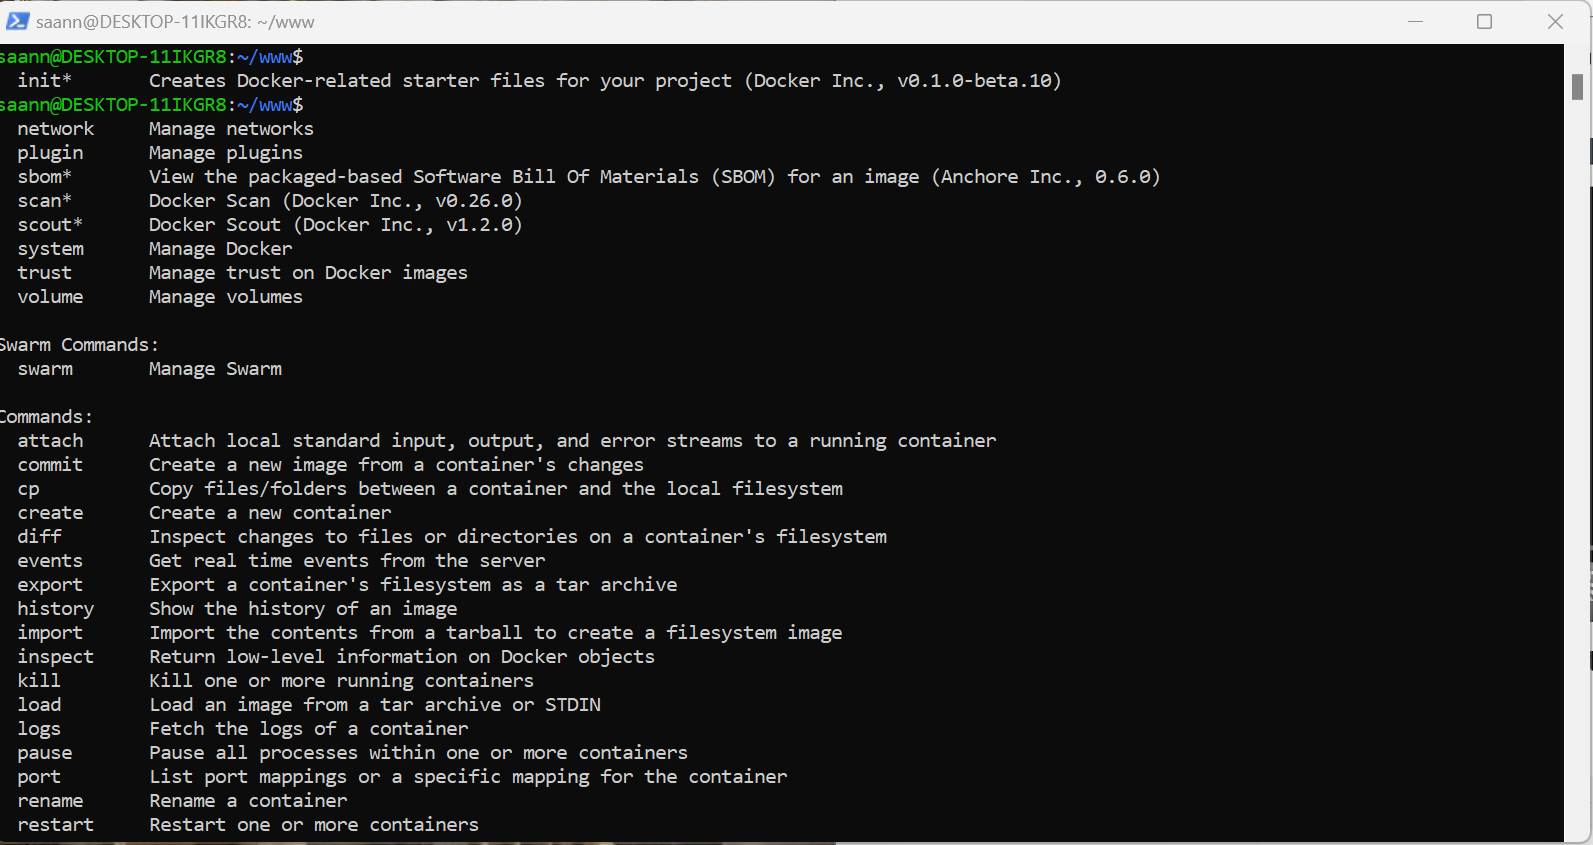 saann@DESKTOP-11IKGR8: ~/www
saann@DESKTOP-11IKGR8:~/www$
init*       Creates Docker-related starter files for your project (Docker Inc., v0.1.0-beta.10)
saann@DESKTOP-11IKGR8:~/www$
network     Manage networks
plugin      Manage plugins
sbom*       View the packaged-based Software Bill Of Materials (SBOM) for an image (Anchore Inc., 0.6.0)
scan*       Docker Scan (Docker Inc., v0.26.0)
scout*      Docker Scout (Docker Inc., v1.2.0)
system      Manage Docker
trust       Manage trust on Docker images
volume      Manage volumes
Swarm Commands:
swarm       Manage Swarm
Commands:
attach      Attach local standard input, output, and error streams to a running container
commit      Create a new image from a container's changes
cp          Copy files/folders between a container and the local filesystem
create      Create a new container
diff        Inspect changes to files or directories on a container's filesystem
events      Get real time events from the server
export      Export a container's filesystem as a tar archive
history     Show the history of an image
import      Import the contents from a tarball to create a filesystem image
inspect     Return low-level information on Docker objects
kill        Kill one or more running containers
load        Load an image from a tar archive or STDIN
logs        Fetch the logs of a container
pause       Pause all processes within one or more containers
port        List port mappings or a specific mapping for the container
rename      Rename a container
restart     Restart one or more containers